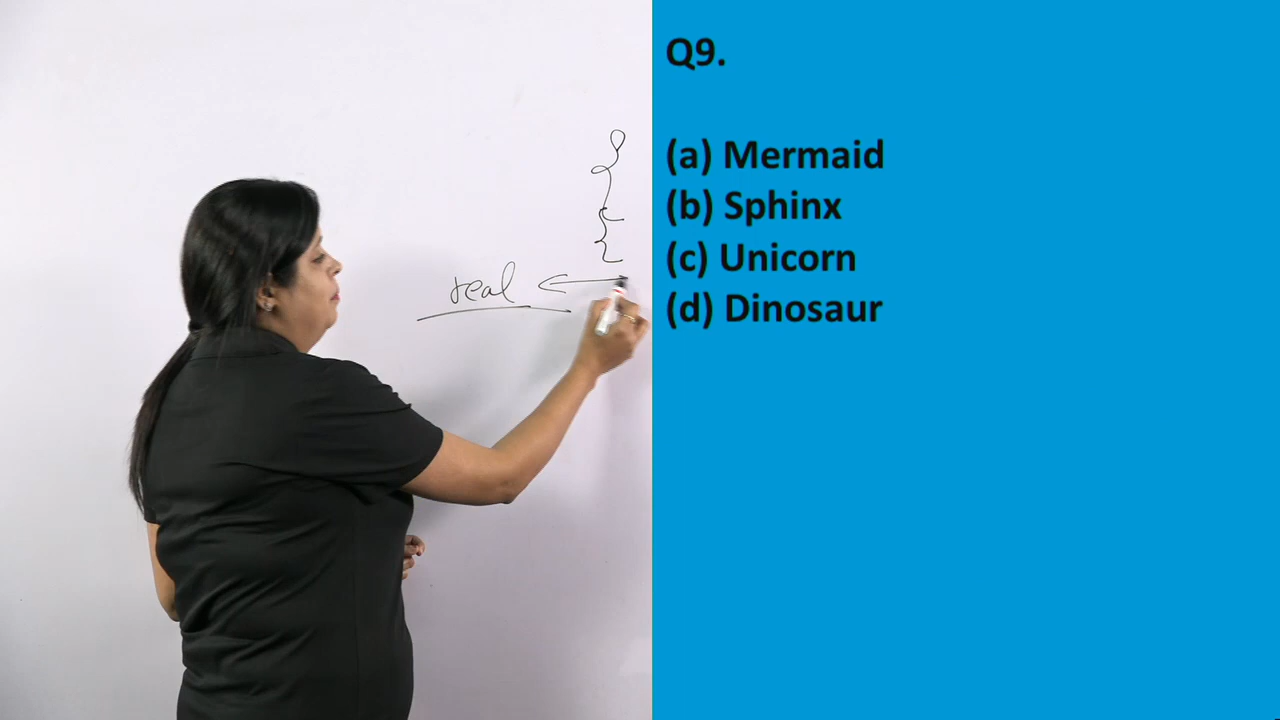 real
Q9.
(a) Mermaid
(b) Sphinx
(c) Unicorn
(d) Dinosaur